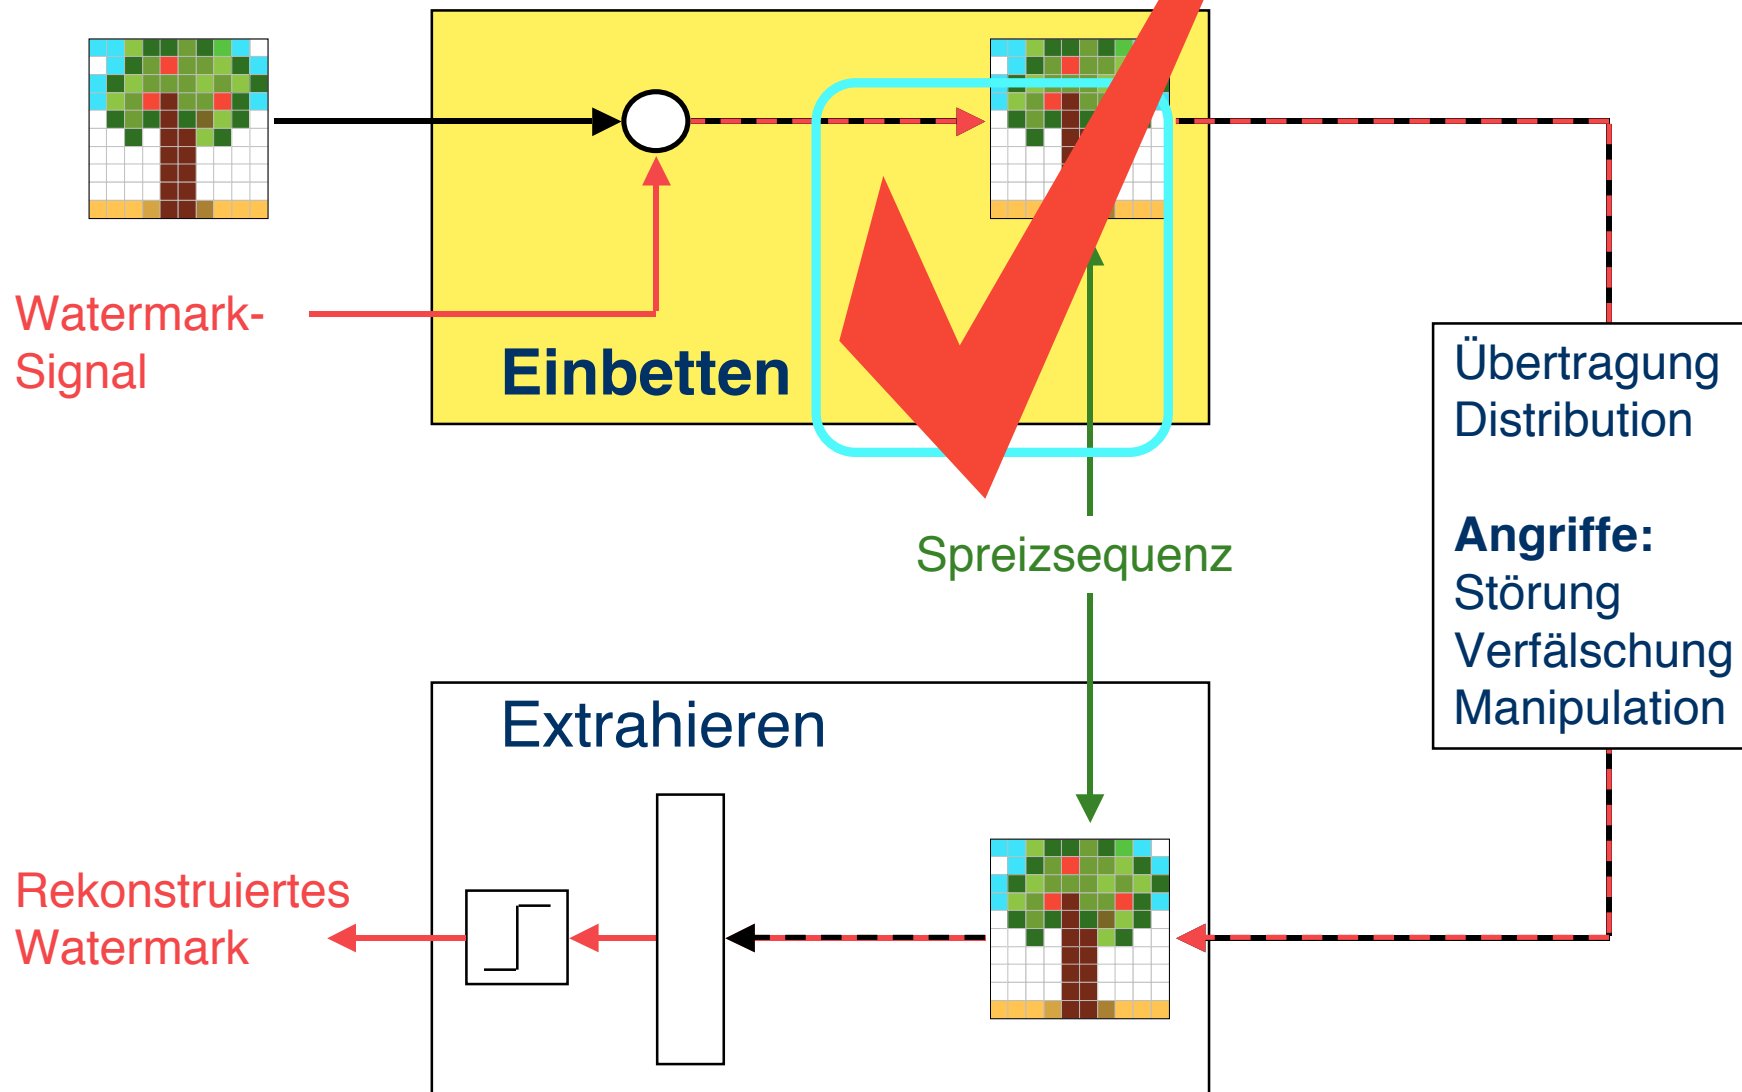 Watermark-
Signal
Einbetten
Übertragung
Distribution
Angriffe:
Störung
Verfälschung
Manipulation
Spreizsequenz
Extrahieren
Rekonstruiertes
Watermark